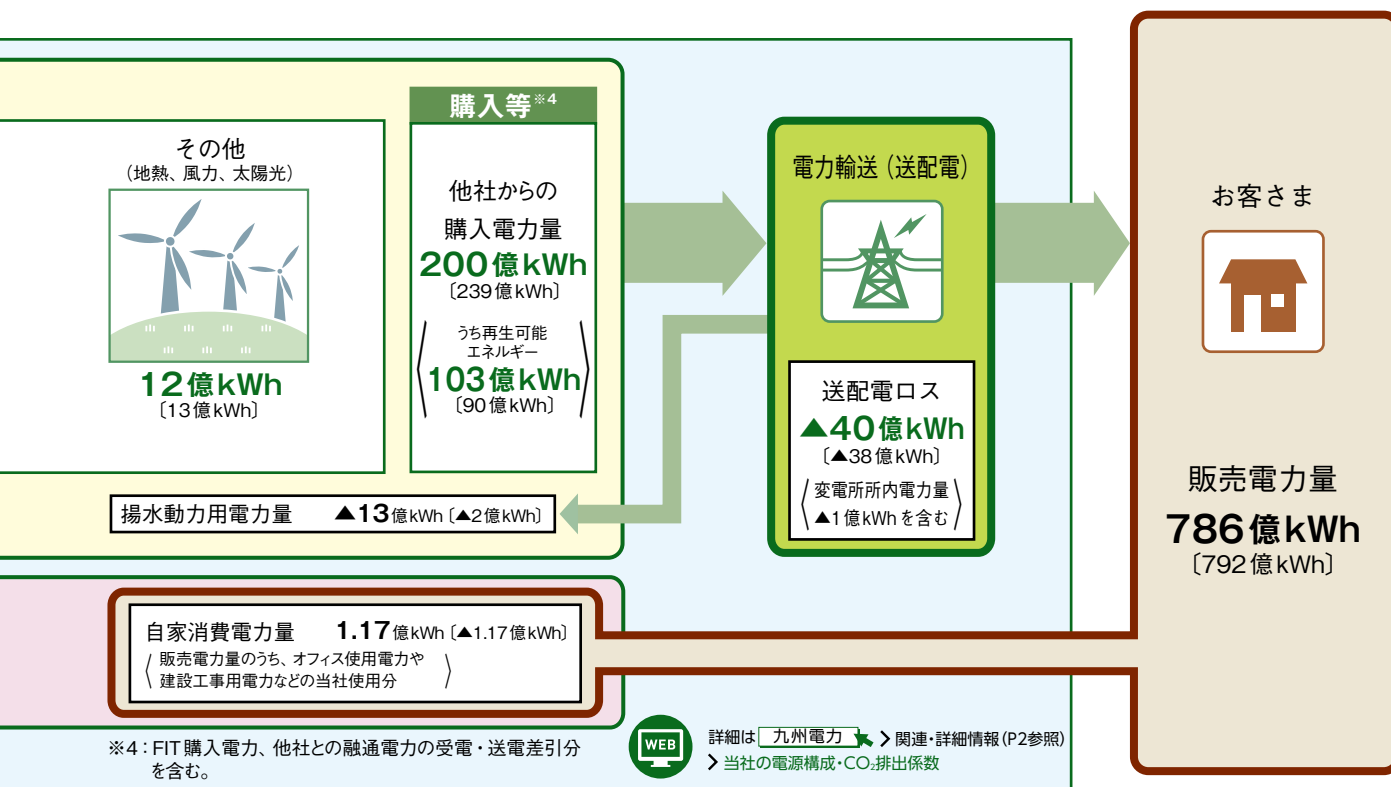 その他
（地熱、風力、太陽光）
12億kWh
〔13億kWh〕
購入等※4
他社からの
購入電力量
200億kWh
〔239億kWh〕
うち再生可能
エネルギー
103億kWh
〔90億kWh〕
揚水動力用電力量 ▲13億kWh〔▲2億kWh〕
電力輸送（送配電）
送配電ロス
▲40億kWh
〔▲38億kWh〕
変電所所内電力量
▲1億kWhを含む
お客さま
販売電力量
786億kWh
〔792億kWh〕
自家消費電力量 1.17億kWh〔▲1.17億kWh〕
販売電力量のうち、オフィス使用電力や
建設工事用電力などの当社使用分
※4：FIT購入電力、他社との融通電力の受電・送電差引分
を含む。
WEB
詳細は 九州電力 > 関連・詳細情報（P2参照）
> 当社の電源構成・CO₂排出係数